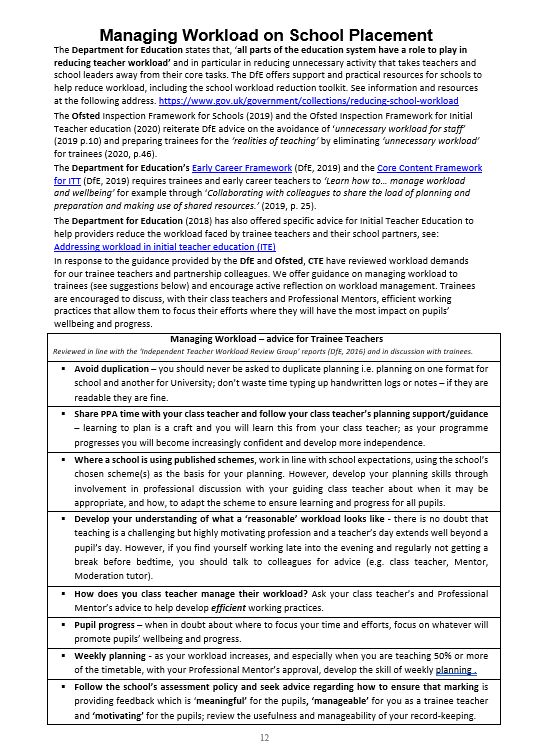 Managing Workload on School Placement
The Department for Education states that, ‘all parts of the education system have a role to play in
reducing teacher workload’ and in particular in reducing unnecessary activity that takes teachers and
school leaders away from their core tasks. The DfE offers support and practical resources for schools to
help reduce workload, including the school workload reduction toolkit. See information and resources
at the following address. https://www.gov.uk/government/collections/reducing-school-workload
The Ofsted Inspection Framework for Schools (2019) and the Ofsted Inspection Framework for Initial
Teacher education (2020) reiterate DfE advice on the avoidance of ‘unnecessary workload for staff’
(2019 p.10) and prepare trainees for the ‘realities of teaching’ by eliminating ‘unnecessary workload’
for trainees (2020, p.46).
The Department for Education’s Early Career Framework (DfE, 2019) and the Core Content Framework
for ITT (DfE, 2019) requires trainees and early career teachers to ‘Learn how to… manage workload
and wellbeing’ for example through ‘Collaborating with colleagues to share the load of planning and
preparation and making use of shared resources.’ (2019, p. 25).
The Department for Education (2018) has also offered specific advice for Initial Teacher Education to
help providers reduce the workload faced by trainee teachers and their school partners, see:
Addressing workload in initial teacher education (ITE)
In response to the guidance provided by the DfE and Ofsted, CTE have reviewed workload demands
for our trainee teachers and partnership colleagues. We offer guidance on managing workload to
trainees (see suggestions below) and encourage active reflection on workload management. Trainees
are encouraged to discuss, with their class teachers and Professional Mentors, efficient working
practices that allow them to focus their efforts where they will have the most impact on pupils’
wellbeing and progress.
Managing Workload – advice for Trainee Teachers
Reviewed in line with the ‘Independent Teacher Workload Review Group’ reports (DfE, 2016) and in discussion with trainees.
▪ Avoid duplication – you should never be asked to duplicate planning i.e. planning on one format for
school and another for University; don’t waste time typing up handwritten logs or notes – if they are
readable they are fine.
▪ Share PPA time with your class teacher and follow your class teacher’s planning support/guidance
– learning to plan is a craft and you will learn this from your class teacher; as your programme
progresses you will become increasingly confident and develop more independence.
▪ Where a school is using published schemes, work in line with school expectations, using the school’s
chosen scheme(s) as the basis for your planning. However, develop your planning skills through
involvement in professional discussion with your guiding class teacher about when it may be
appropriate, and how, to adapt the scheme to ensure learning and progress for all pupils.
▪ Develop your understanding of what a ‘reasonable’ workload looks like - there is no doubt that
teaching is a challenging but highly motivating profession and a teacher’s day extends well beyond a
pupil’s day. However, if you find yourself working late into the evening and regularly not getting a
break before bedtime, you should talk to colleagues for advice (e.g. class teacher, Mentor,
Moderation tutor).
▪ How does you class teacher manage their workload? Ask your class teacher’s and Professional
Mentor’s advice to help develop efficient working practices.
▪ Pupil progress – when in doubt about where to focus your time and efforts, focus on whatever will
promote pupils’ wellbeing and progress.
▪ Weekly planning - as your workload increases, and especially when you are teaching 50% or more
of the timetable, with your Professional Mentor’s approval, develop the skill of weekly planning..
▪ Follow the school’s assessment policy and seek advice regarding how to ensure that marking is
providing feedback which is ‘meaningful’ for the pupils, ‘manageable’ for you as a trainee teacher
and ‘motivating’ for the pupils; review the usefulness and manageability of your record-keeping.
12